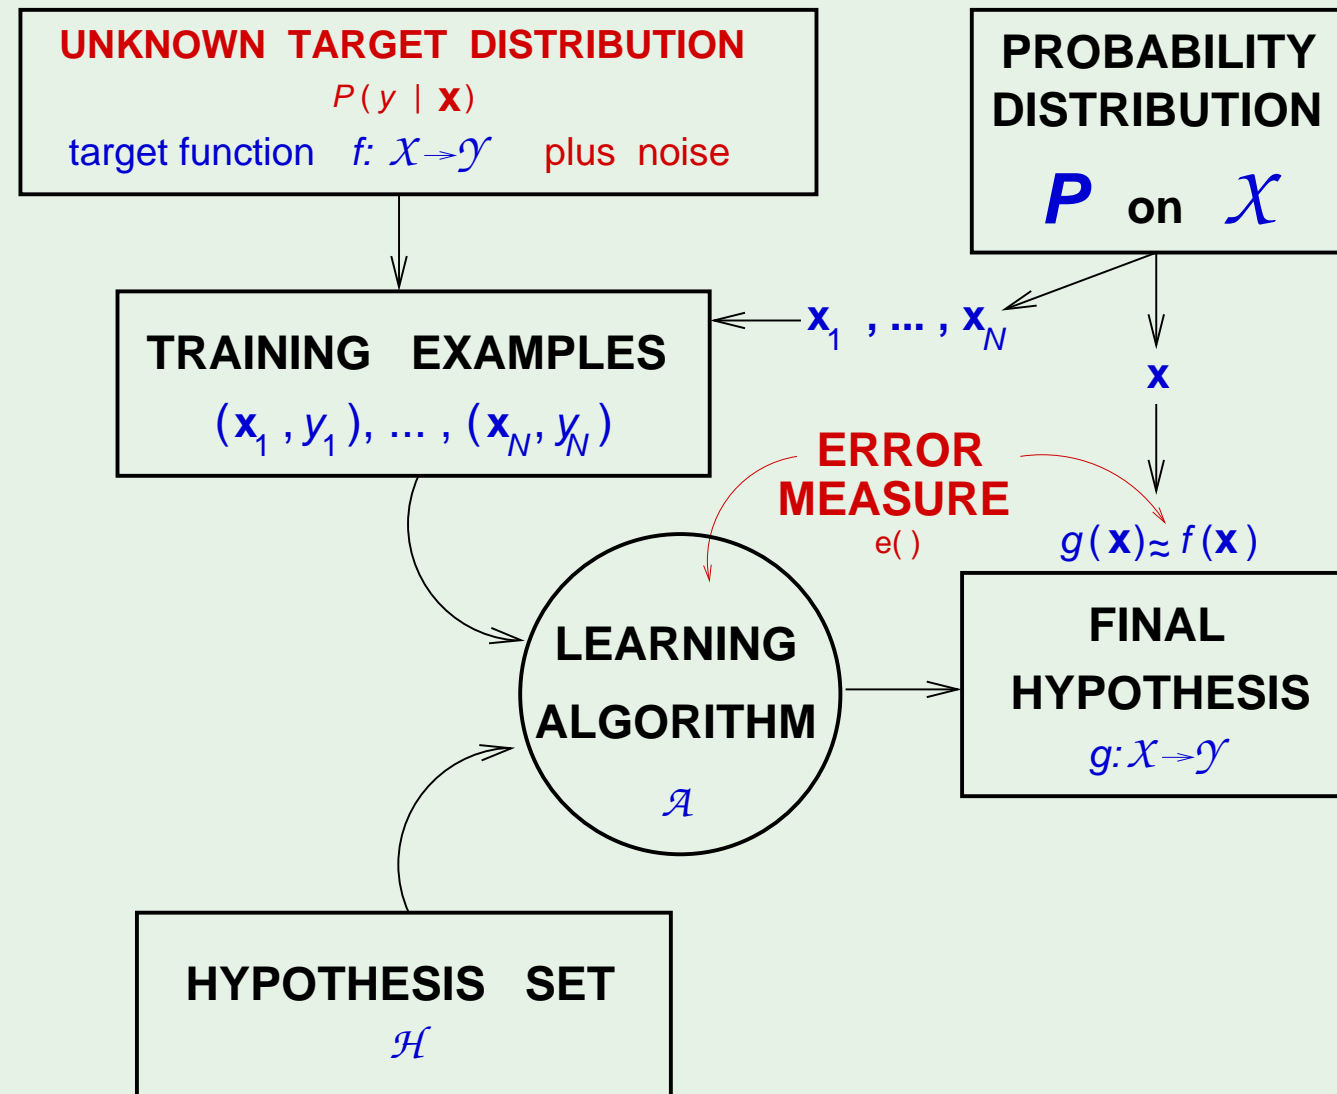 UNKNOWN TARGET DISTRIBUTION
P(y | x)
target function f: X→Y plus noise
PROBABILITY
DISTRIBUTION
P on X
x1 , ... , xN
x
TRAINING EXAMPLES
(x1 , y1), ... , (xN, yN)
ERROR
MEASURE
e( )
g(x) ≈ f(x)
LEARNING
ALGORITHM
A
FINAL
HYPOTHESIS
g: X→Y
HYPOTHESIS SET
H